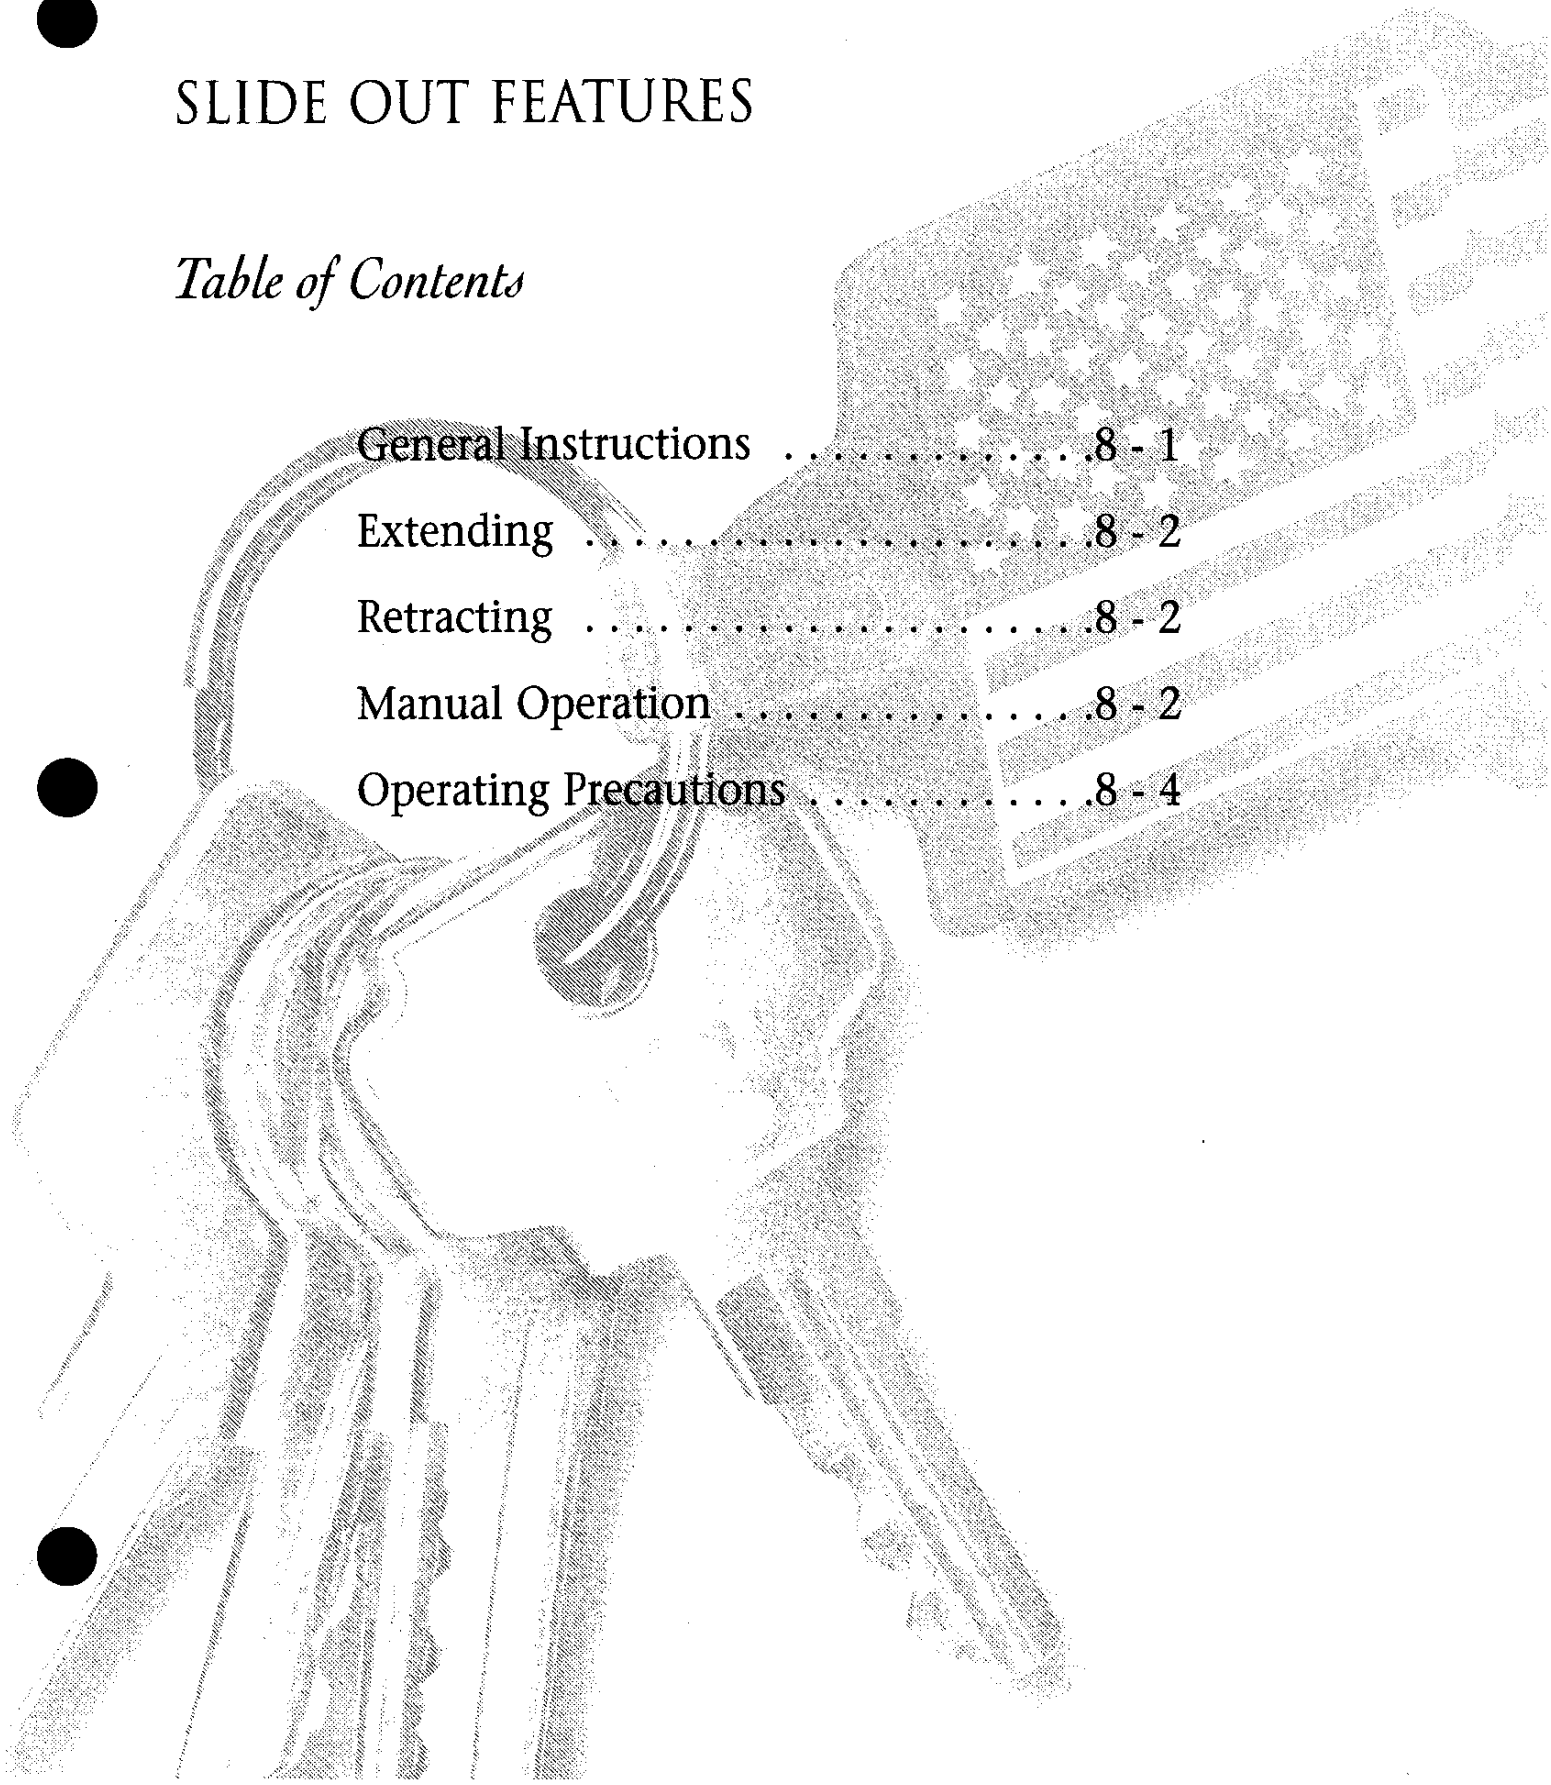 SLIDE OUT FEATURES
Table of Contents
General Instructions . . . . . . . . . . . . .8 - 1
Extending . . . . . . . . . . . . . . . . . . . . .8 - 2
Retracting . . . . . . . . . . . . . . . . . . . . .8 - 2
Manual Operation . . . . . . . . . . . . . . .8 - 2
Operating Precautions . . . . . . . . . . . .8 - 4